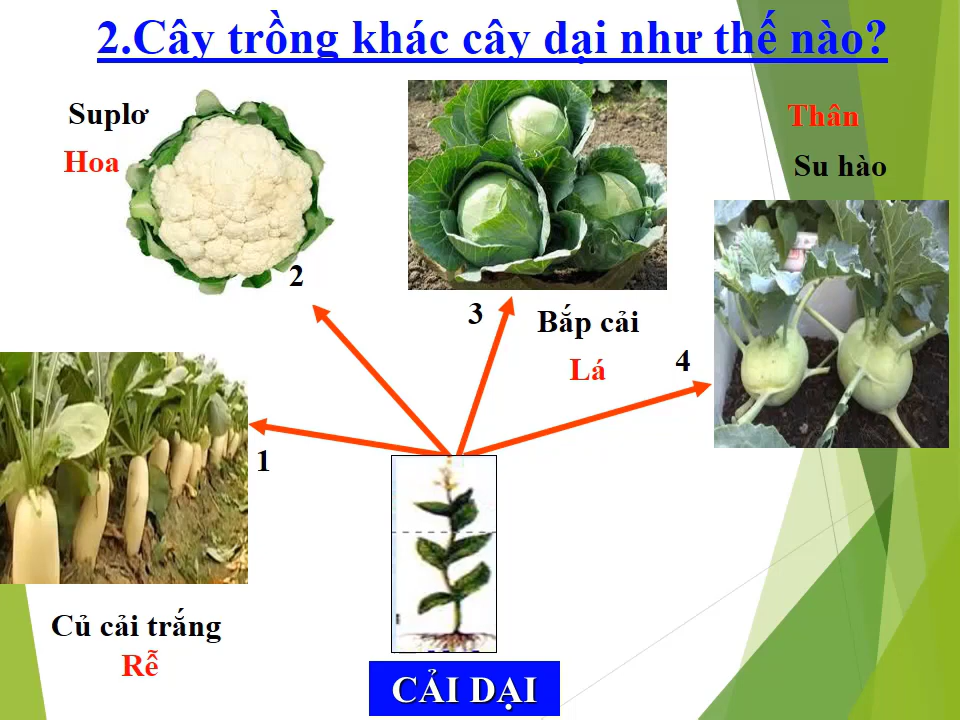 2.Cây trồng khác cây dại như thế nào?
Suplơ
Hoa
2
3
Bắp cải
Lá
Thân
Su hào
4
1
Củ cải trắng
Rễ
CẢI DẠI